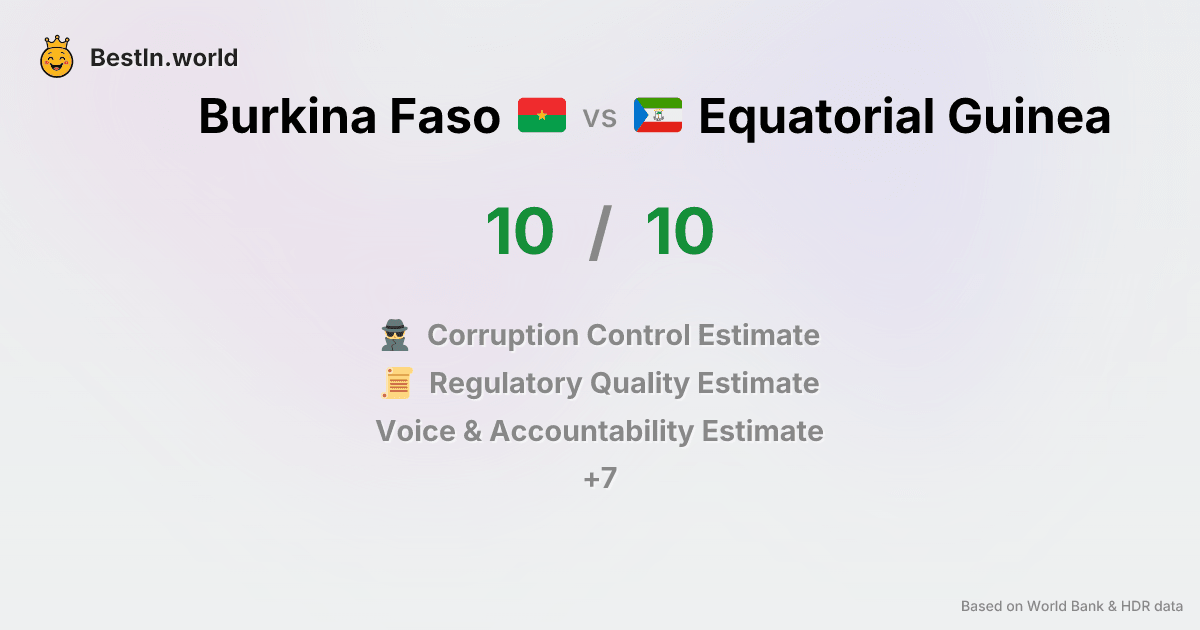 BestIn.world
Burkina Faso vs Equatorial Guinea
10 / 10
Corruption Control Estimate
Regulatory Quality Estimate
Voice & Accountability Estimate
+7
Based on World Bank & HDR data